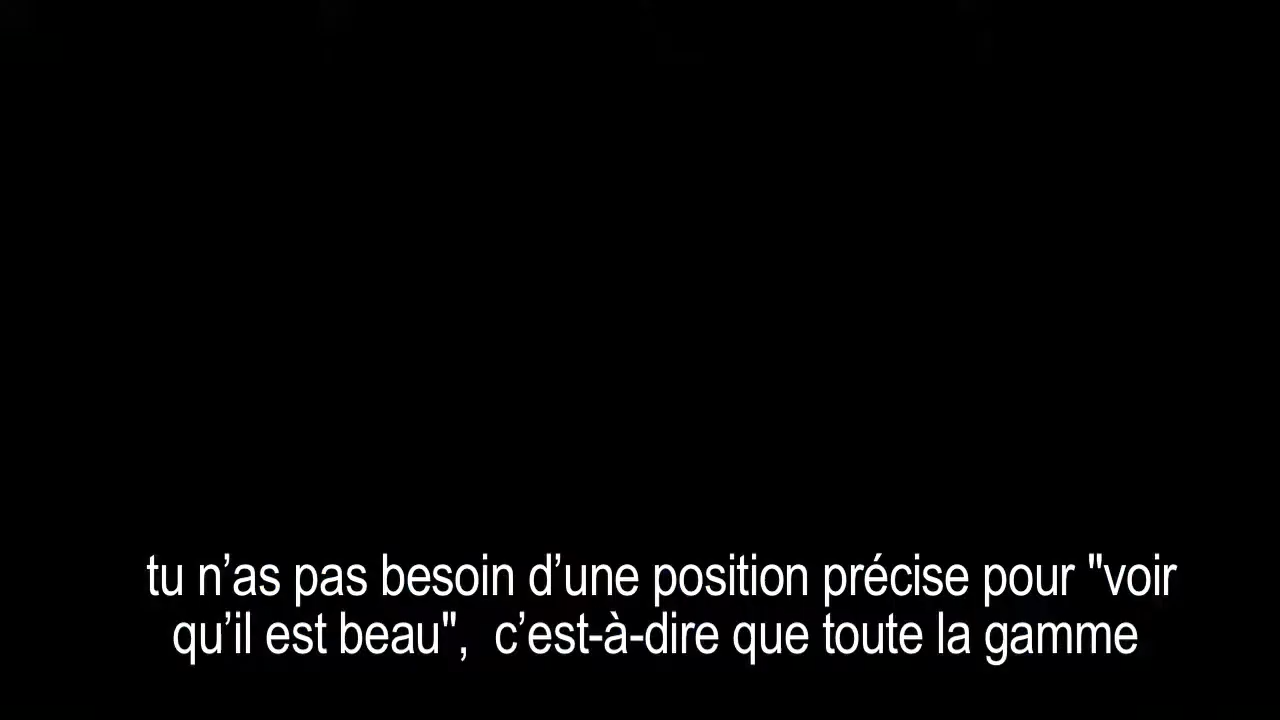 tu n’as pas besoin d’une position précise pour "voir
qu’il est beau",  c’est-à-dire que toute la gamme